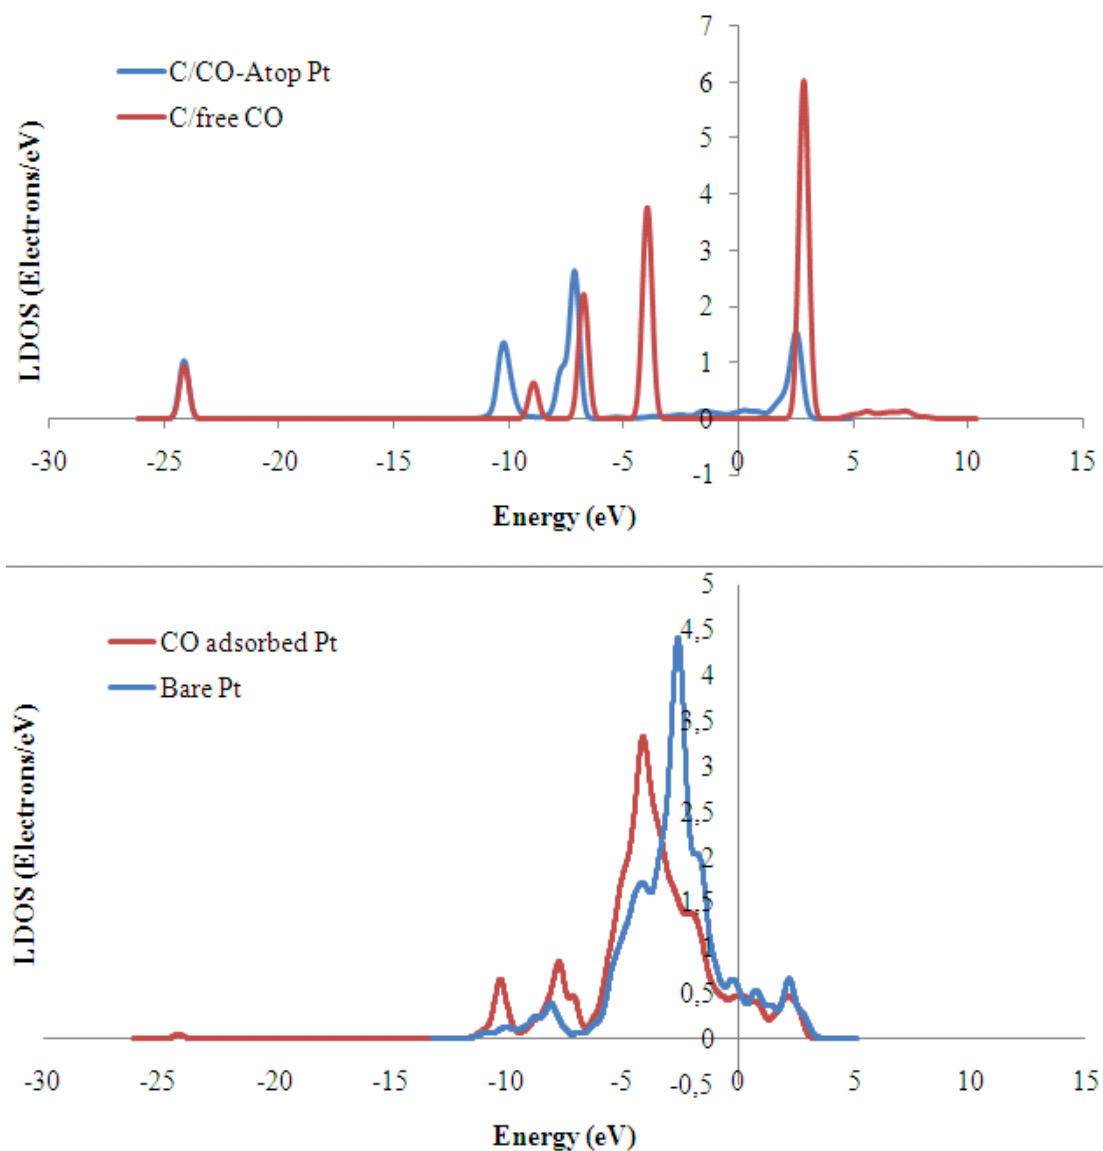 7
C/CO-Atop Pt
C/free CO
6
5
4
3
2
1
0
-1
LDOS (Electrons/eV)
-30 -25 -20 -15 -10 -5 0 5 10 15
Energy (eV)
5
CO adsorbed Pt
Bare Pt
4,5
4
3,5
3
2,5
2
1,5
1
0,5
0
-0,5
LDOS (Electrons/eV)
-30 -25 -20 -15 -10 -5 0 5 10 15
Energy (eV)